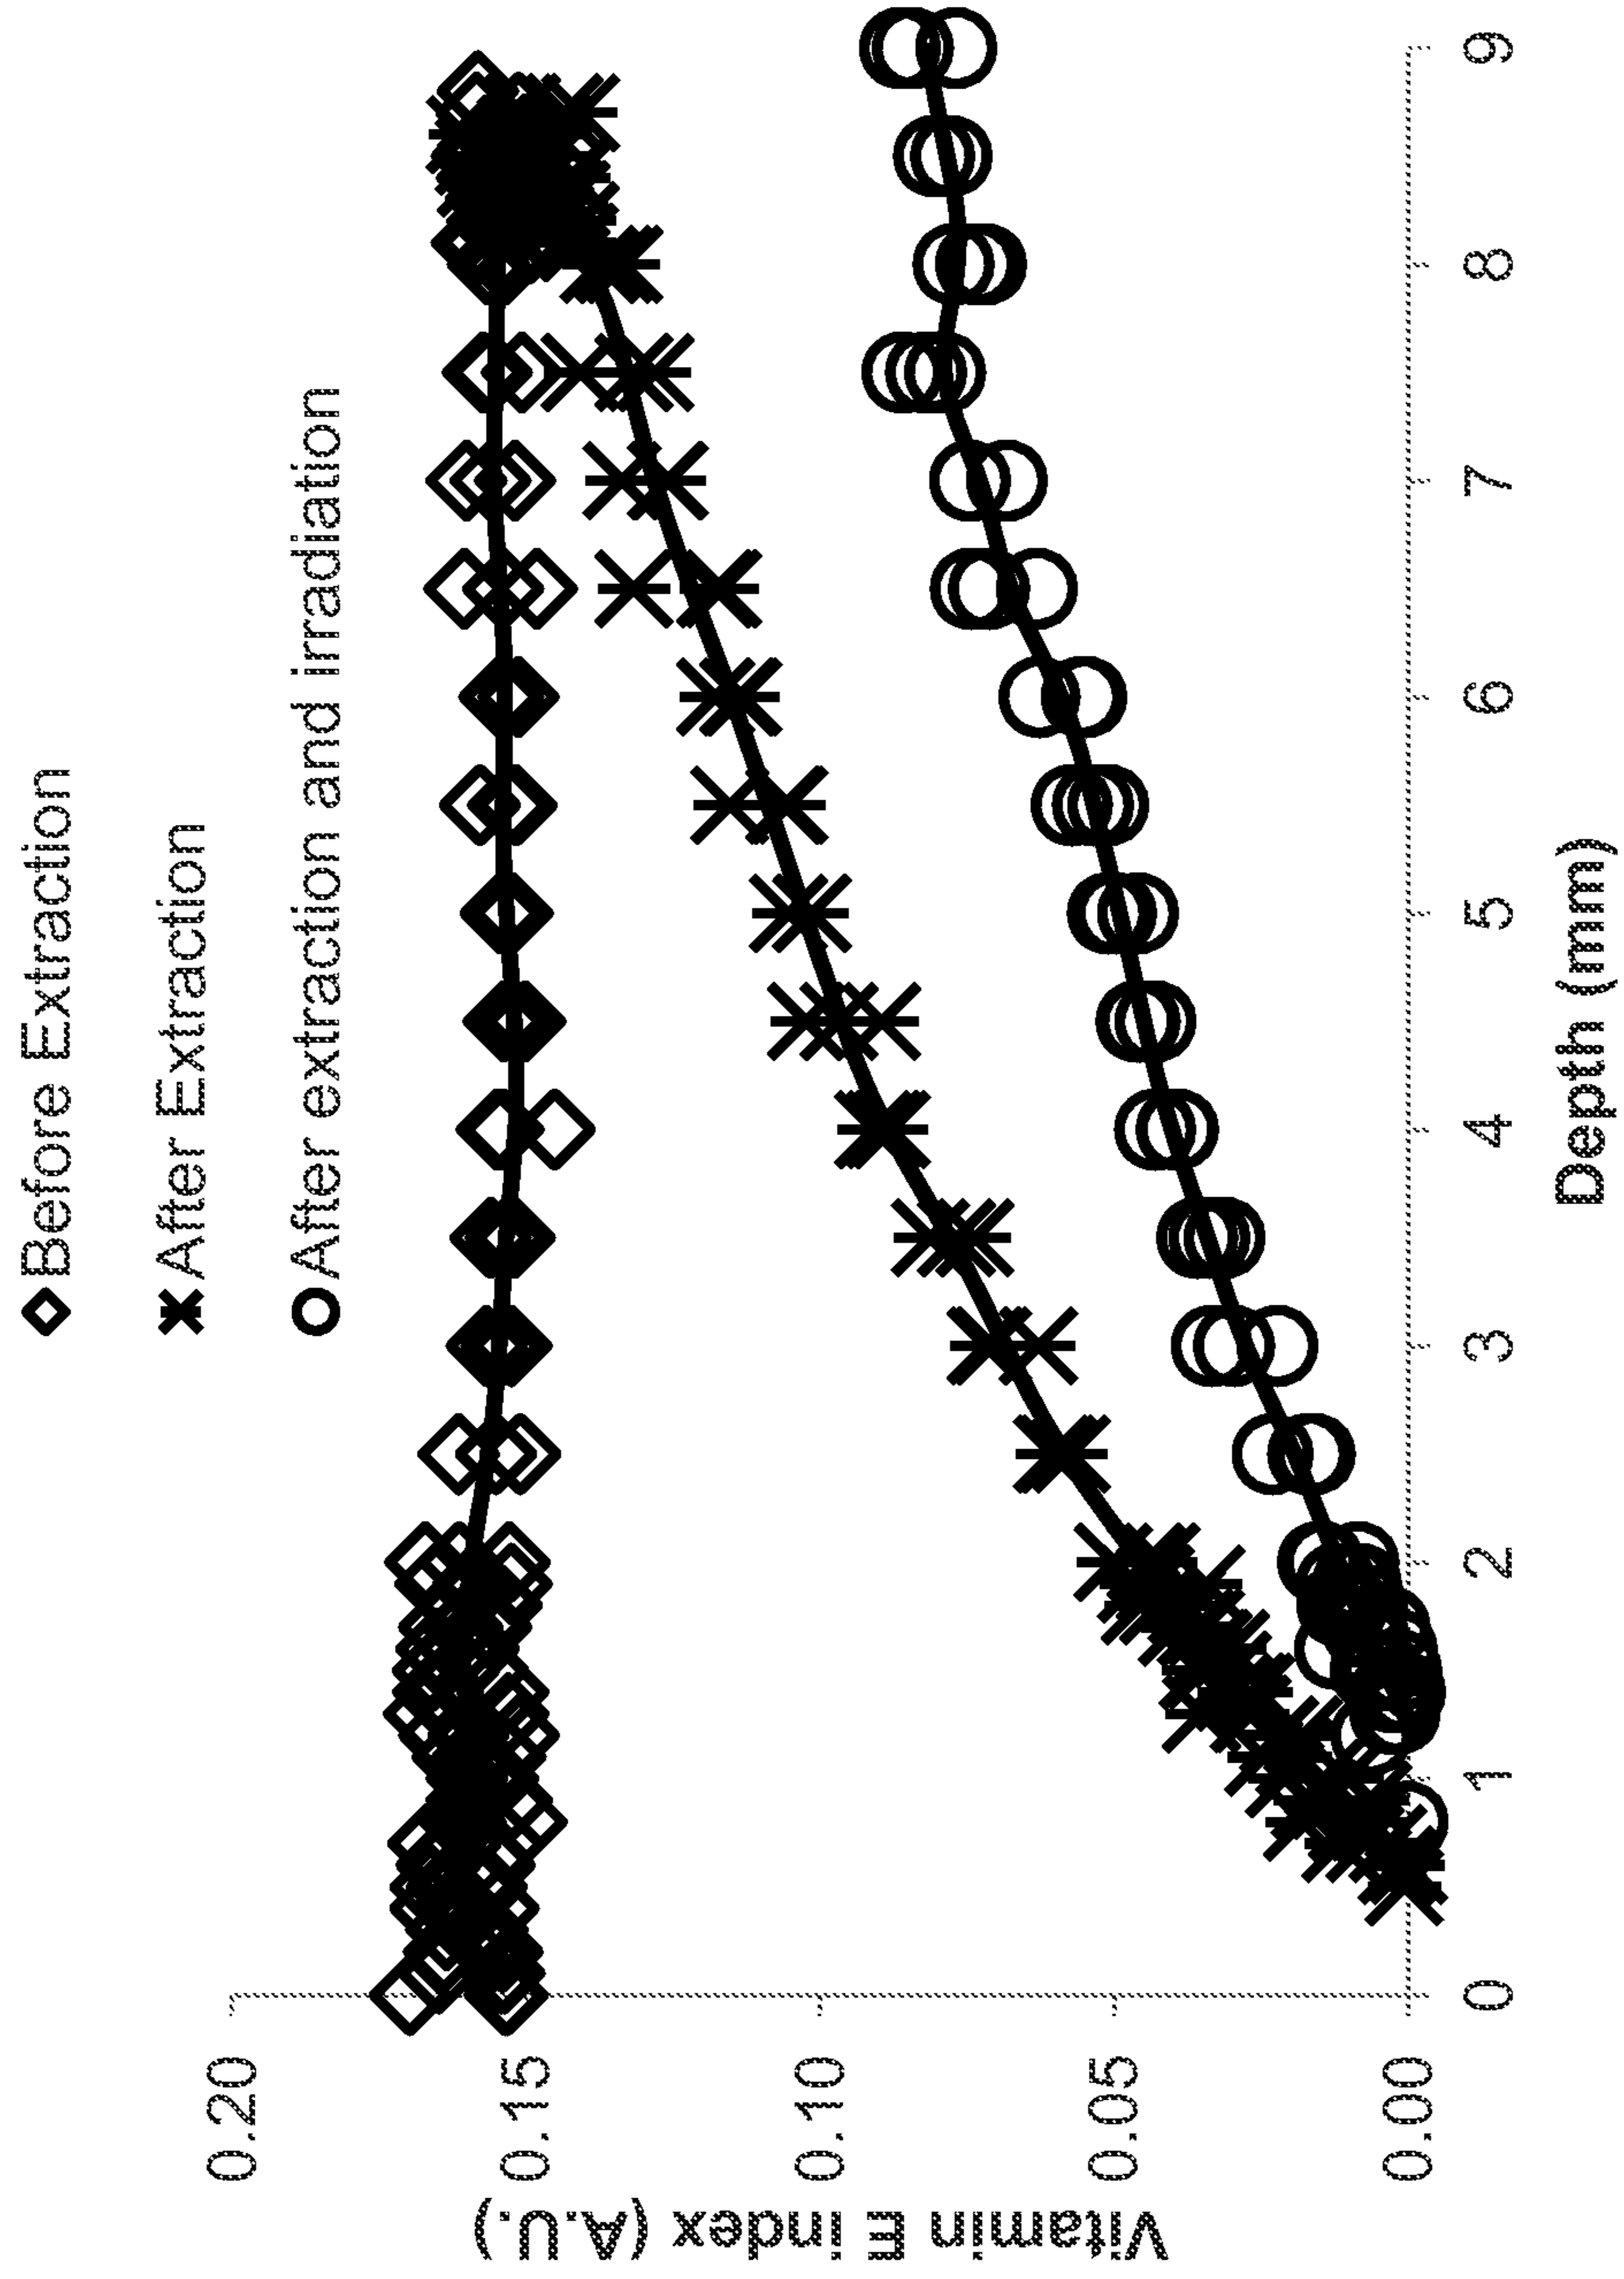 Before Extraction
After Extraction
After extraction and irradiation
Vitamin E index (A.U.)
0.20
0.15
0.10
0.05
0.00
0 1 2 3 4 5 6 7 8 9
Depth (mm)